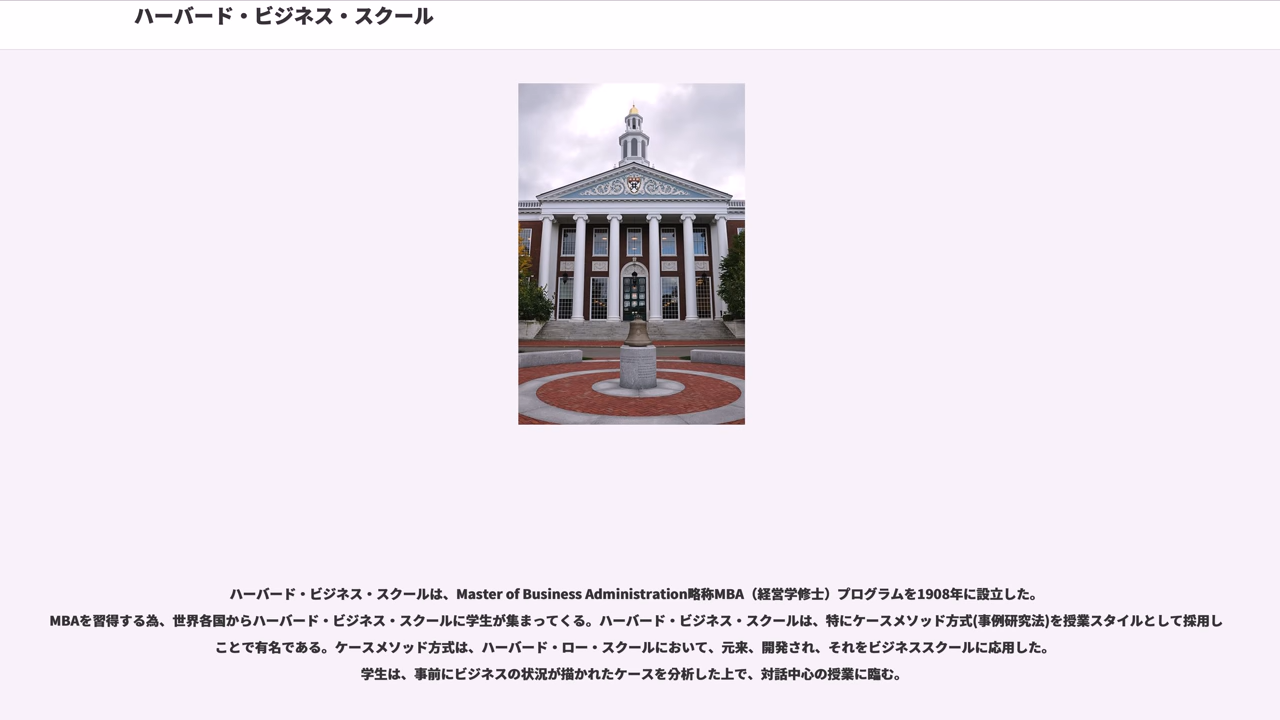 ハーバード・ビジネス・スクール
ハーバード・ビジネス・スクールは、Master of Business Administration略称MBA（経営学修士）プログラムを1908年に設立した。
MBAを習得する為、世界各国からハーバード・ビジネス・スクールに学生が集まってくる。ハーバード・ビジネス・スクールは、特にケースメソッド方式(事例研究法)を授業スタイルとして採用し
ことで有名である。ケースメソッド方式は、ハーバード・ロー・スクールにおいて、元来、開発され、それをビジネススクールに応用した。
学生は、事前にビジネスの状況が描かれたケースを分析した上で、対話中心の授業に臨む。